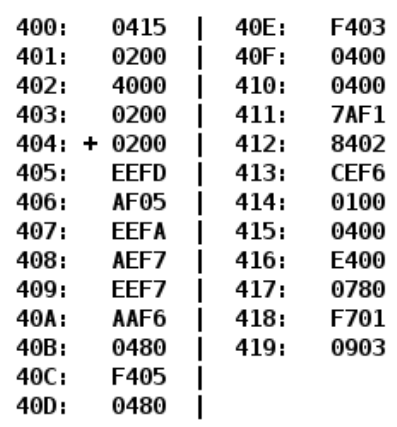 400: 0415 | 40E: F403
401: 0200 | 40F: 0400
402: 4000 | 410: 0400
403: 0200 | 411: 7AF1
404: + 0200 | 412: 8402
405: EEFD | 413: CEF6
406: AF05 | 414: 0100
407: EEFA | 415: 0400
408: AEF7 | 416: E400
409: EEF7 | 417: 0780
40A: AAF6 | 418: F701
40B: 0480 | 419: 0903
40C: F405 |
40D: 0480 |